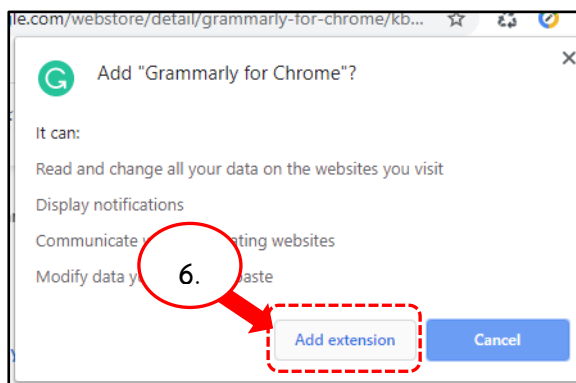 le.com/webstore/detail/grammarly-for-chrome/kb...
Add "Grammarly for Chrome"?
It can:
Read and change all your data on the websites you visit
Display notifications
Communicate ating websites
Modify data aste
6.
Add extension Cancel